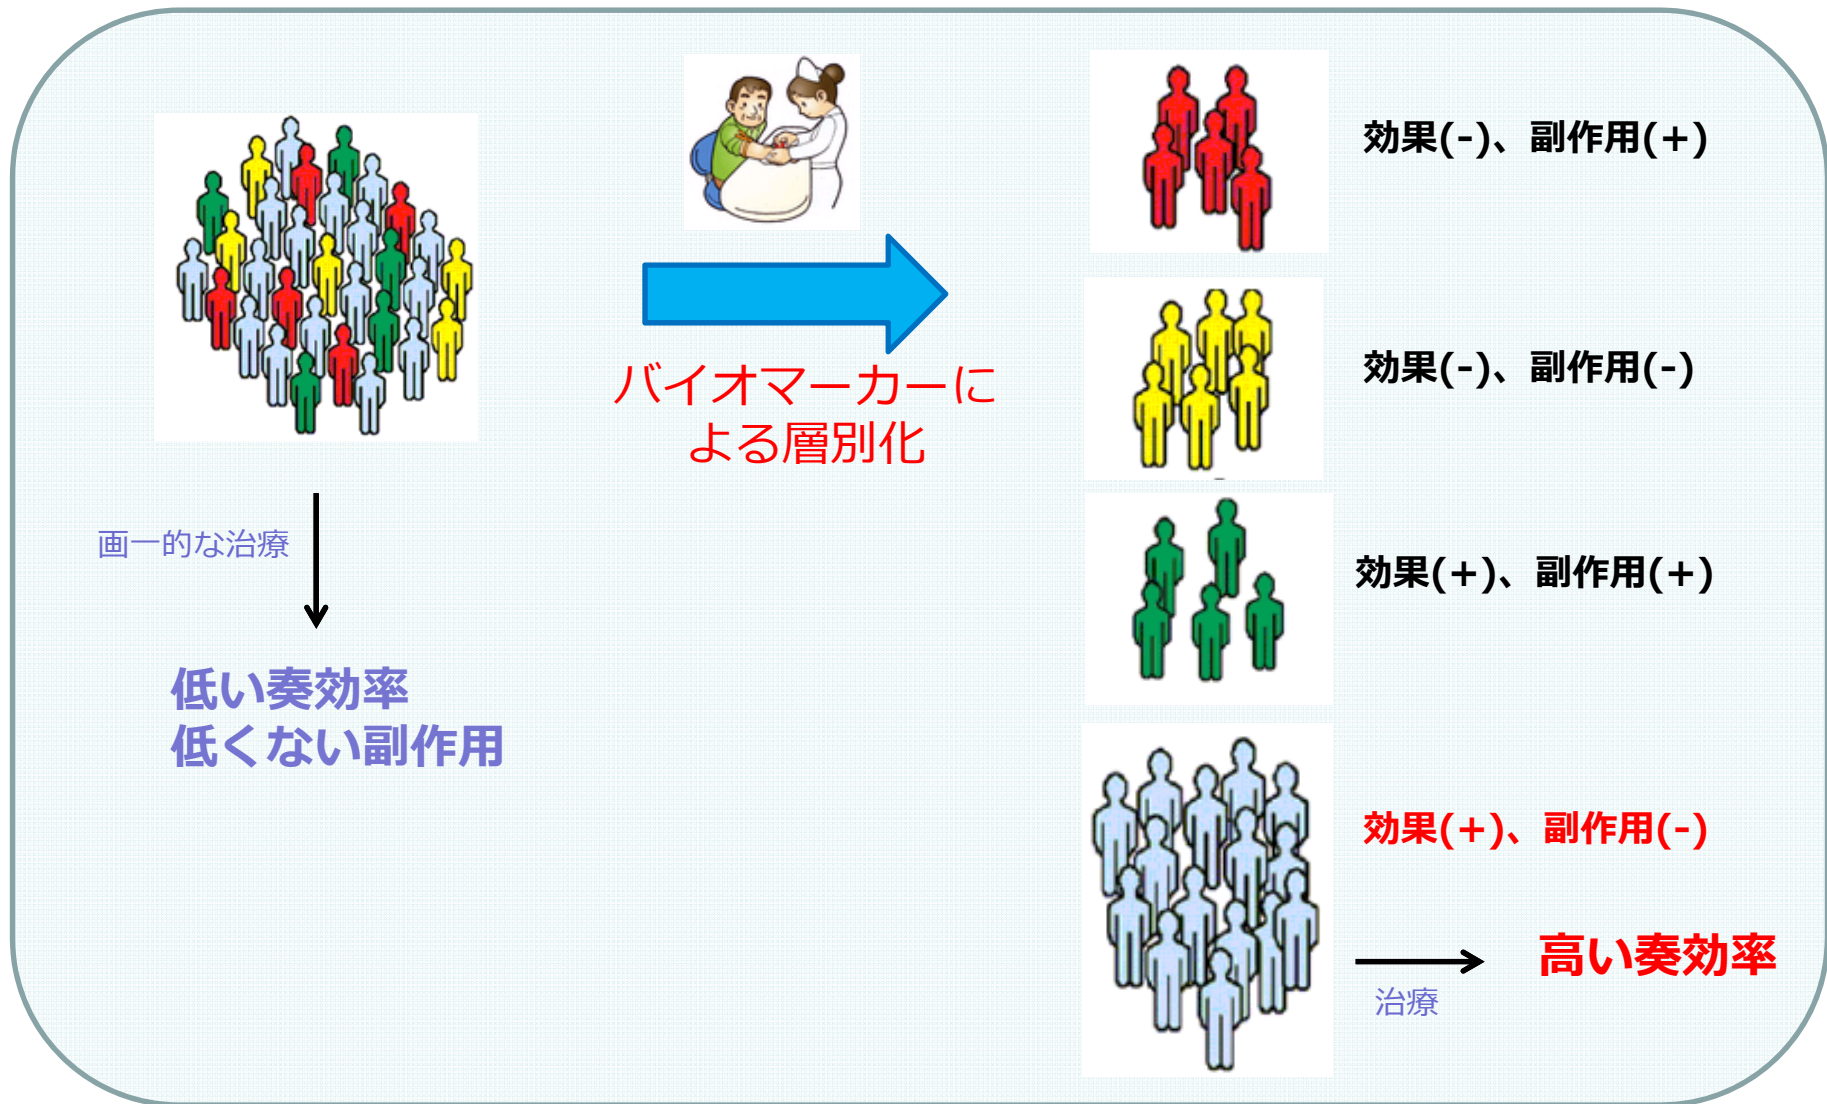 画一的な治療
低い奏効率
低くない副作用
バイオマーカーに
よる層別化
効果(-)、副作用(+)
効果(-)、副作用(-)
効果(+)、副作用(+)
効果(+)、副作用(-)
高い奏効率
治療